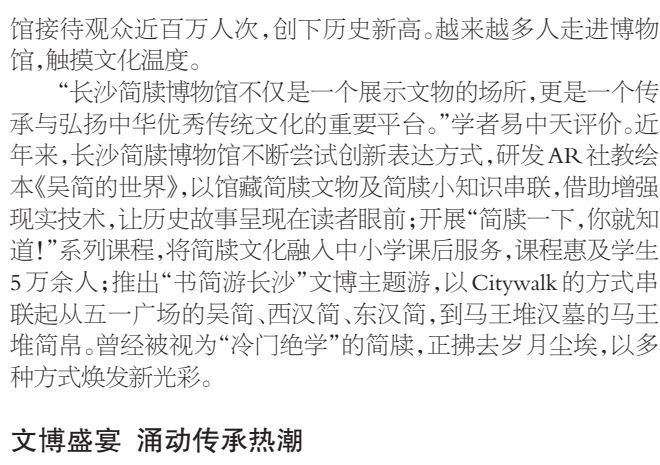 馆接待观众近百万人次,创下历史新高。越来越多人走进博物
馆,触摸文化温度。
“长沙简牍博物馆不仅是一个展示文物的场所,更是一个传
承与弘扬中华优秀传统文化的重要平台。”学者易中天评价。近
年来,长沙简牍博物馆不断尝试创新表达方式,研发AR社教绘
本《吴简的世界》,以馆藏简牍文物及简牍小知识串联,借助增强
现实技术,让历史故事呈现在读者眼前;开展“简牍一下,你就知
道!”系列课程,将简牍文化融入中小学课后服务,课程惠及学生
5万余人;推出“书简游长沙”文博主题游,以Citywalk的方式串
联起从五一广场的吴简、西汉简、东汉简,到马王堆汉墓的马王
堆简帛。曾经被视为“冷门绝学”的简牍,正拂去岁月尘埃,以多
种方式焕发新光彩。
文博盛宴 涌动传承热潮